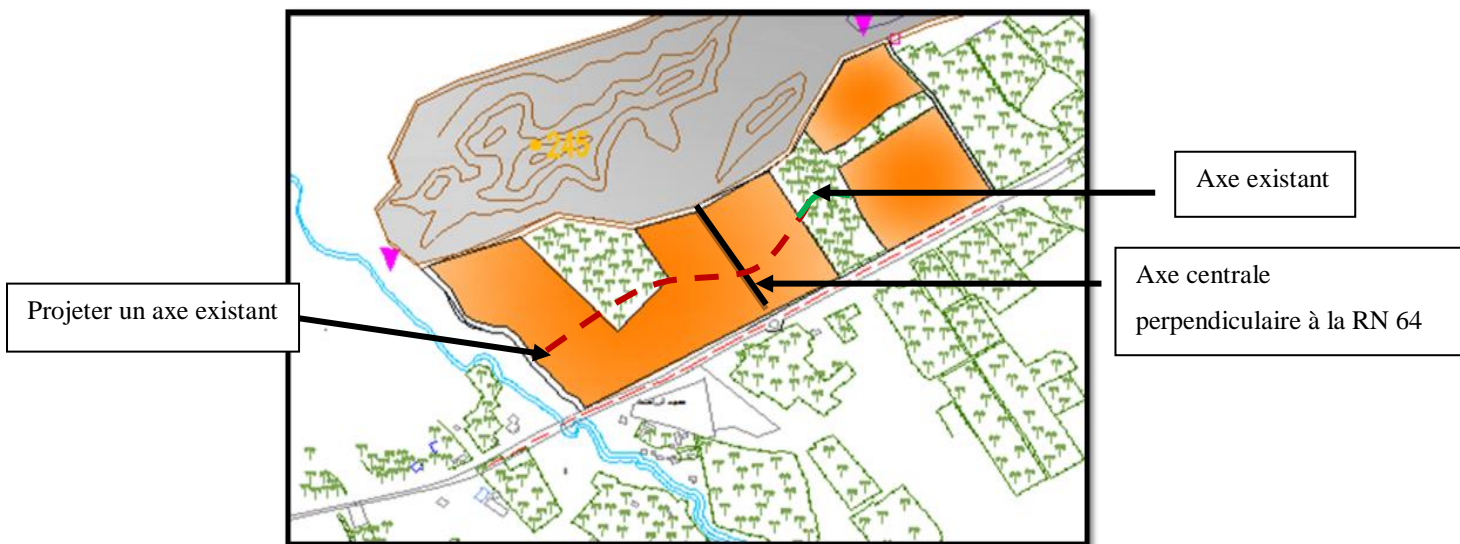 245
Axe existant
Axe centrale
perpendiculaire à la RN 64
Projeter un axe existant